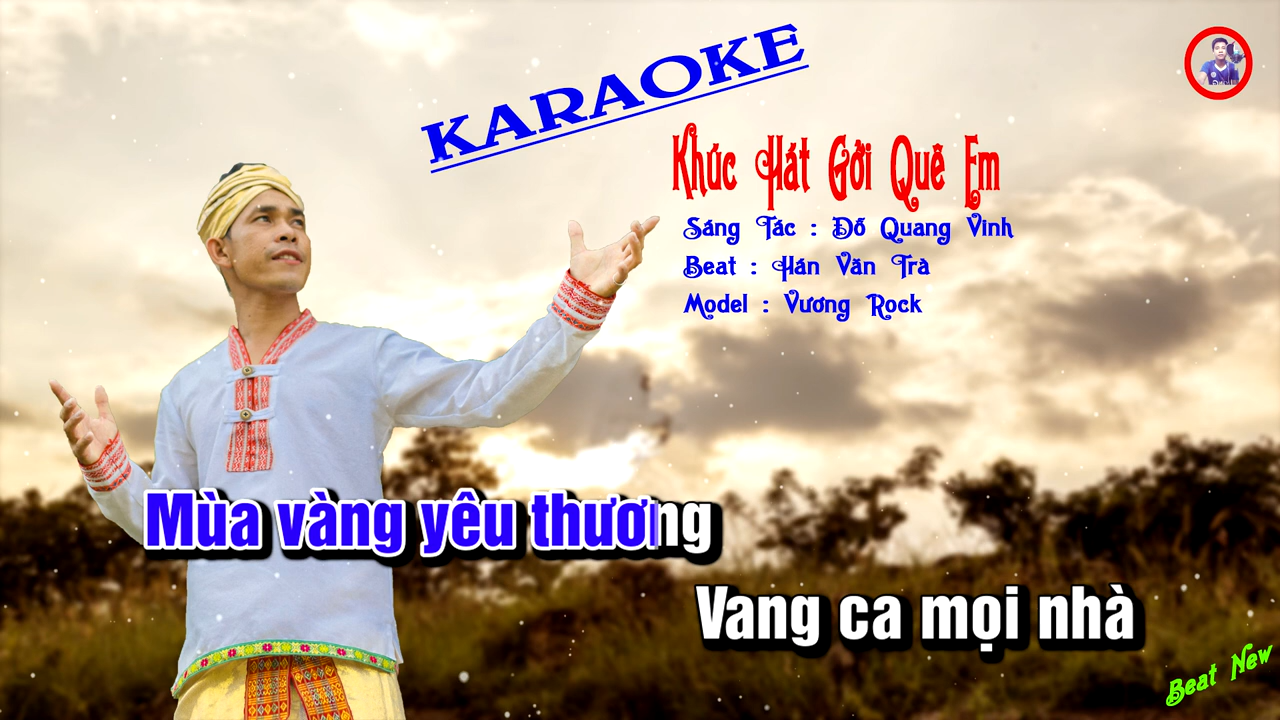 KARAOKE
Khúc Hát Gởi Quê Em
Sáng Tác : Đỗ Quang Vinh
Beat : Hán Văn Trà
Model : Vương Rock
Mùa vàng yêu thương
Vang ca mọi nhà
Beat New